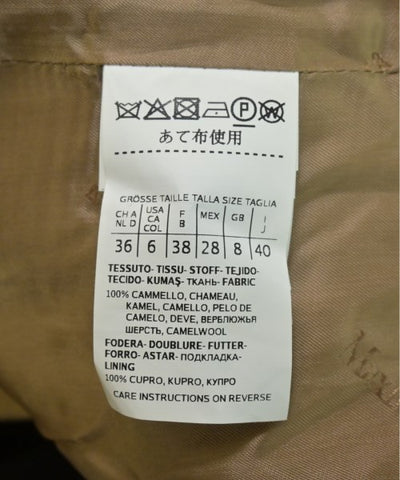 P W
あて布使用
GRÖSSE TAILLE TALLA SIZE TAGLIA
CH A NL D USA CA COL F B MEX GB I J
36 6 38 28 8 40
TESSUTO- TISSU- STOFF- TEJIDO-
TECIDO- KUMAŞ- ТКАНЬ- FABRIC
100% CAMMELLO, CHAMEAU,
KAMEL, CAMELLO, PELO DE
CAMELO, DEVE, ВЕРБЛЮЖЬЯ
ШЕРСТЬ, CAMELWOOL
FODERA- DOUBLURE- FUTTER-
FORRO- ASTAR- ПОДКЛАДКА-
LINING
100% CUPRO, KUPRO, КУПРО
CARE INSTRUCTIONS ON REVERSE